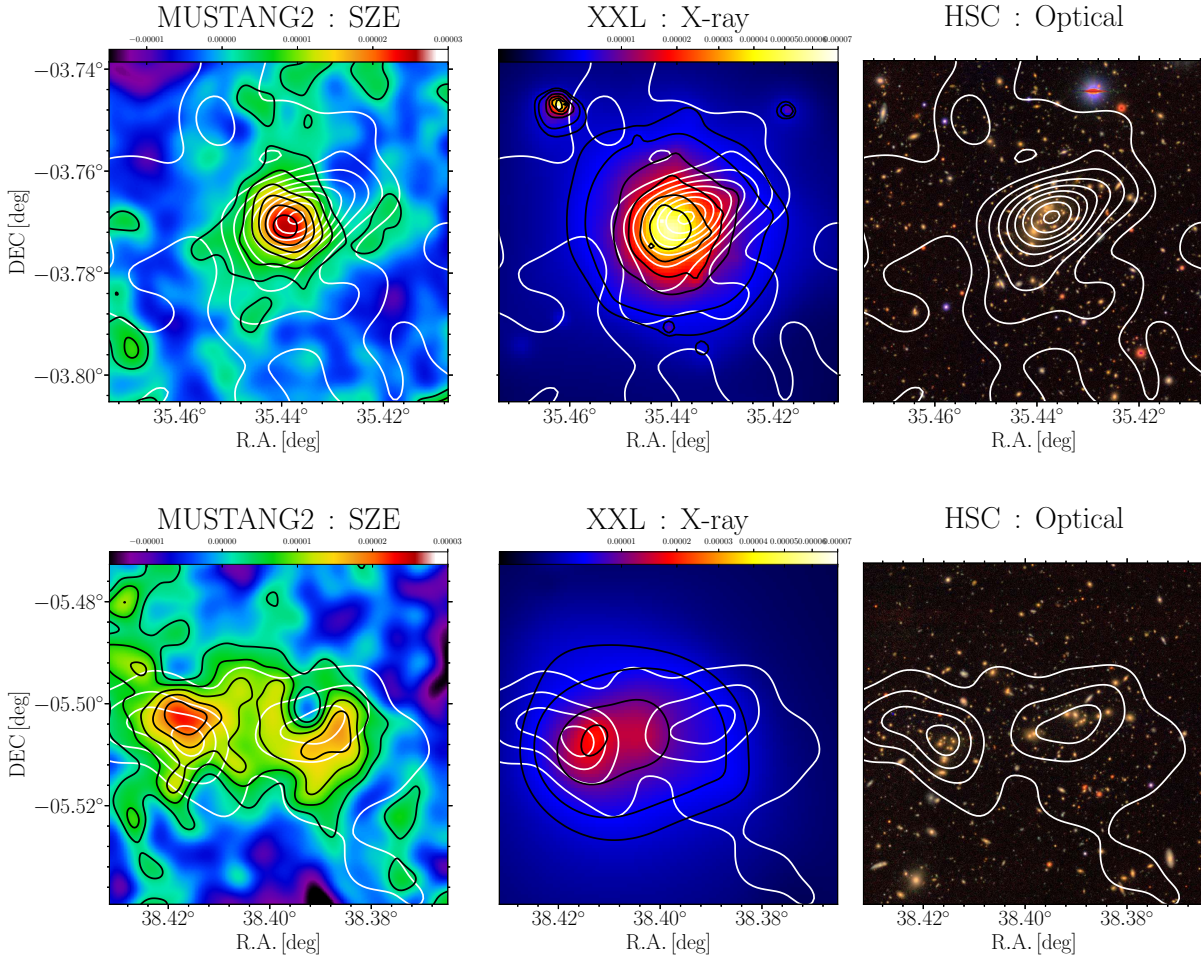 MUSTANG2 : SZE
XXL : X-ray
HSC : Optical
−0.00001 0.00000 0.00001 0.00002 0.00003
0.00001 0.00002 0.00003 0.00004 0.00005 0.00006 0.00007
−03.74°
−03.76°
−03.78°
−03.80°
DEC [deg]
35.46° 35.44° 35.42°
35.46° 35.44° 35.42°
35.46° 35.44° 35.42°
R.A. [deg]
R.A. [deg]
R.A. [deg]
MUSTANG2 : SZE
XXL : X-ray
HSC : Optical
−0.00001 0.00000 0.00001 0.00002 0.00003
0.00001 0.00002 0.00003 0.00004 0.00005 0.00006 0.00007
−05.48°
−05.50°
−05.52°
DEC [deg]
38.42° 38.40° 38.38°
38.42° 38.40° 38.38°
38.42° 38.40° 38.38°
R.A. [deg]
R.A. [deg]
R.A. [deg]